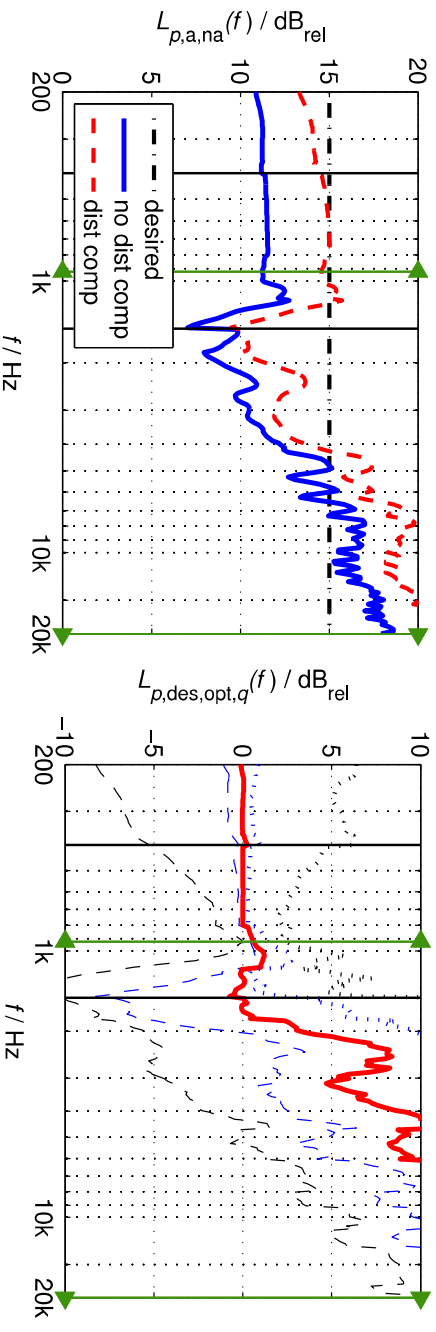 L_p,a,na(f) / dB_rel
20
15
10
5
0
200
1k
10k
20k
f / Hz
desired
no dist comp
dist comp
L_p,des,opt,q(f) / dB_rel
10
5
0
−5
−10
200
1k
10k
20k
f / Hz